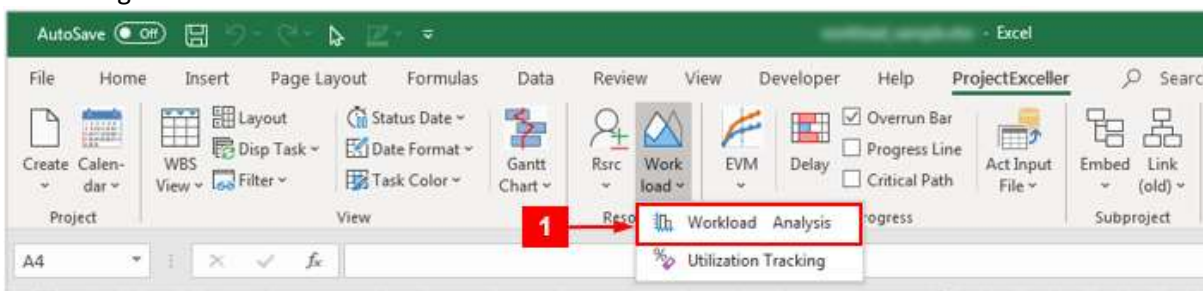 AutoSave Off
- Excel
File Home Insert Page Layout Formulas Data Review View Developer Help ProjectExceller Searc
Layout Status Date Overrun Bar
Disp Task Date Format Progress Line
Filter Task Color Critical Path
Create Calen- WBS Gantt Rsrc Work EVM Delay Act Input Embed Link
dar View Chart load File (old)
Project View Reso ogress Subproject
1 Workload Analysis
A4 fx
Utilization Tracking